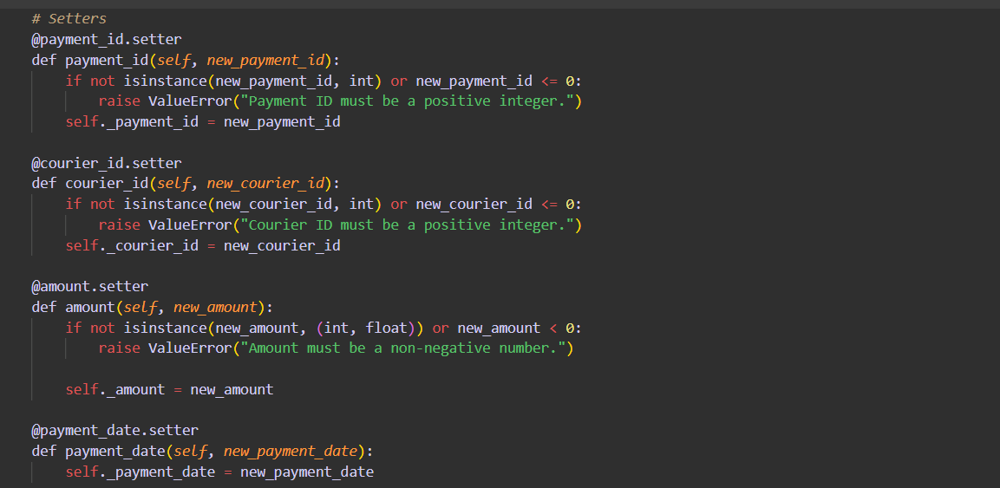 # Setters
@payment_id.setter
def payment_id(self, new_payment_id):
if not isinstance(new_payment_id, int) or new_payment_id <= 0:
raise ValueError("Payment ID must be a positive integer.")
self._payment_id = new_payment_id
@courier_id.setter
def courier_id(self, new_courier_id):
if not isinstance(new_courier_id, int) or new_courier_id <= 0:
raise ValueError("Courier ID must be a positive integer.")
self._courier_id = new_courier_id
@amount.setter
def amount(self, new_amount):
if not isinstance(new_amount, (int, float)) or new_amount < 0:
raise ValueError("Amount must be a non-negative number.")
self._amount = new_amount
@payment_date.setter
def payment_date(self, new_payment_date):
self._payment_date = new_payment_date